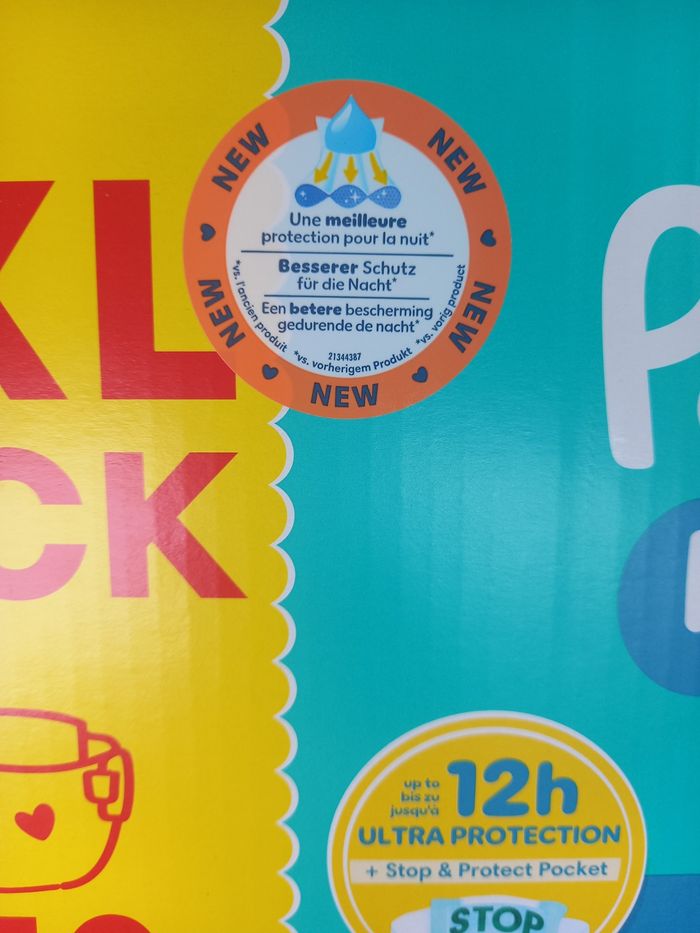 NEW
NEW
Une meilleure
protection pour la nuit*
Besserer Schutz
für die Nacht*
Een betere bescherming
gedurende de nacht*
*vs. l'ancien produit
*vs. vorherigem Produkt
*vs. vorig product
21344387
NEW
NEW
NEW
XL
CK
P
up to
bis zu
jusqu'à
12h
ULTRA PROTECTION
+ Stop & Protect Pocket
STOP